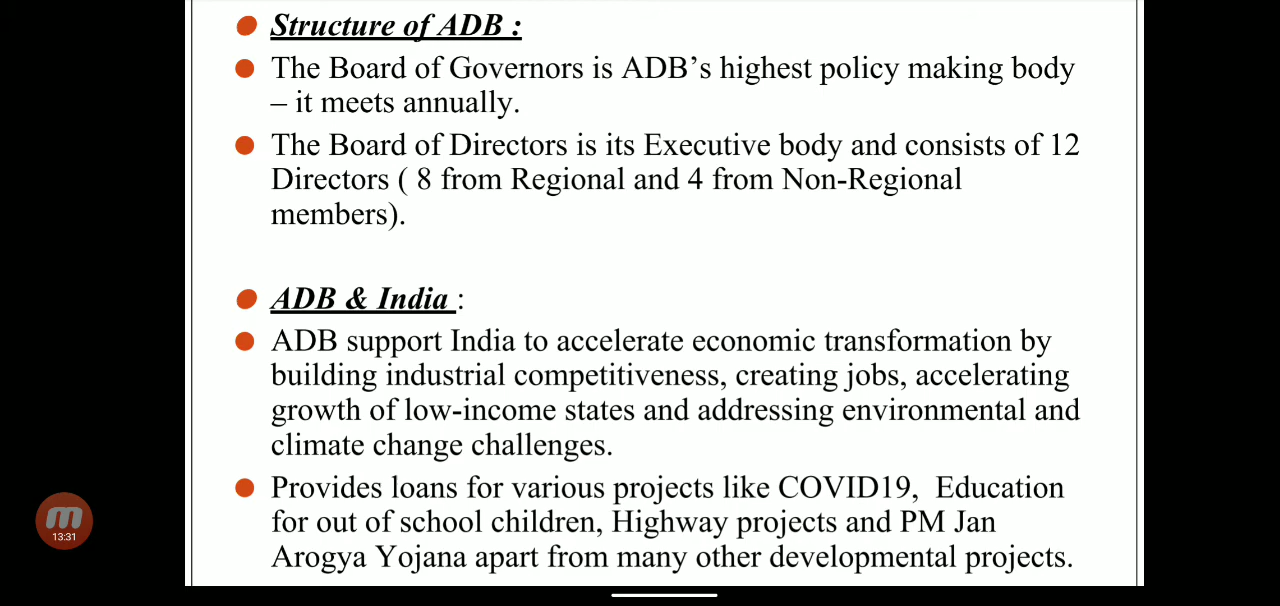 Structure of ADB :
The Board of Governors is ADB’s highest policy making body
– it meets annually.
The Board of Directors is its Executive body and consists of 12
Directors ( 8 from Regional and 4 from Non-Regional
members).
ADB & India :
ADB support India to accelerate economic transformation by
building industrial competitiveness, creating jobs, accelerating
growth of low-income states and addressing environmental and
climate change challenges.
Provides loans for various projects like COVID19,  Education
for out of school children, Highway projects and PM Jan
Arogya Yojana apart from many other developmental projects.
m
13:31